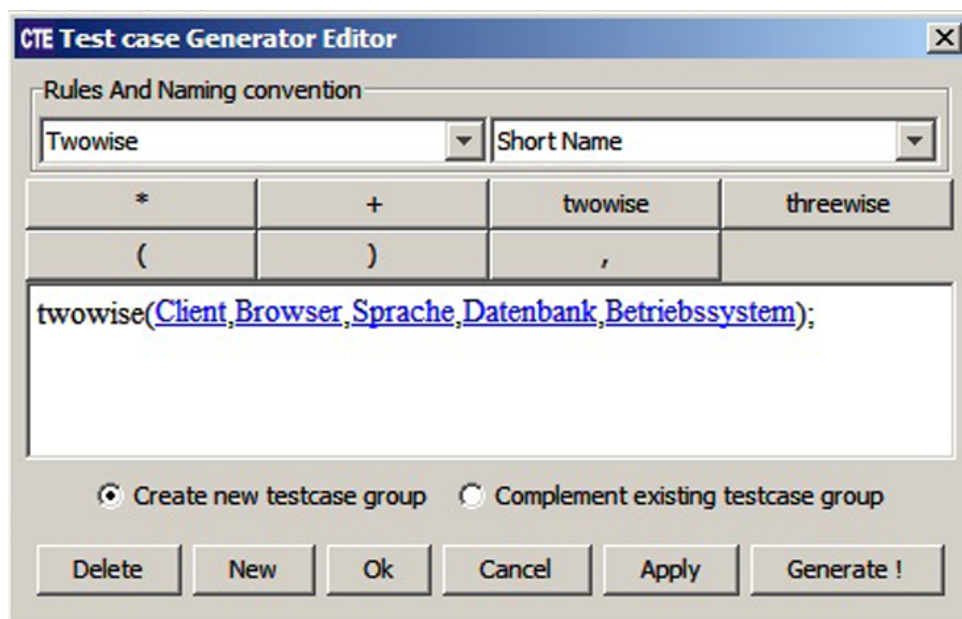 CTE Test case Generator Editor
Rules And Naming convention
Twowise Short Name
* + twowise threewise
( ) ,
twowise(Client,Browser,Sprache,Datenbank,Betriebssystem);
Create new testcase group Complement existing testcase group
Delete New Ok Cancel Apply Generate !